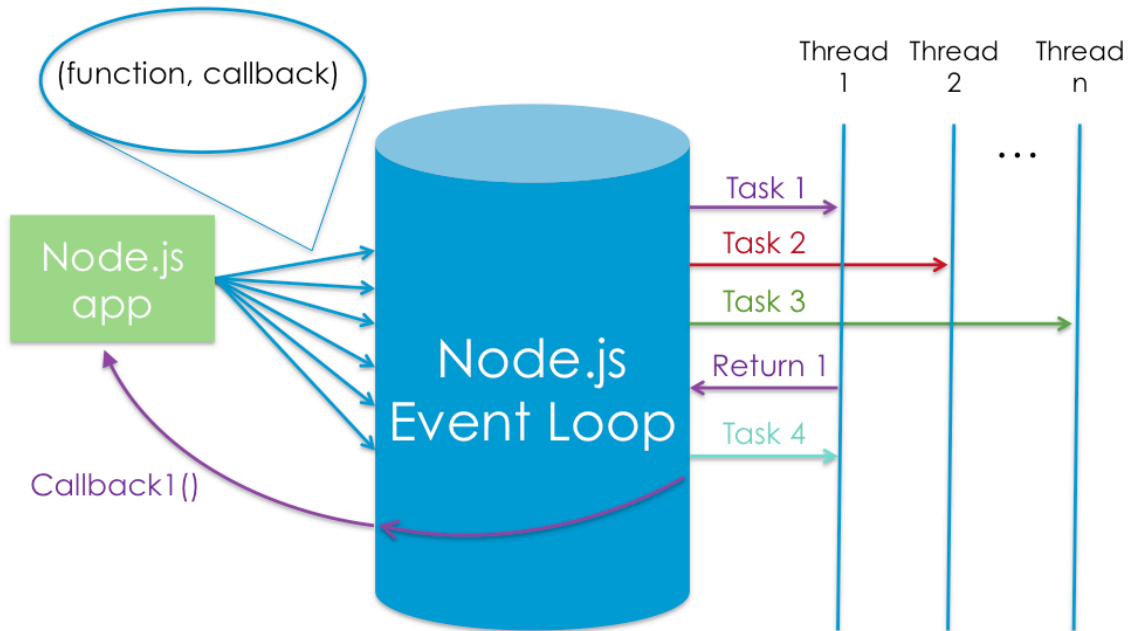 (function, callback)
Thread
1
Thread
2
Thread
n
...
Node.js
app
Node.js
Event Loop
Task 1
Task 2
Task 3
Return 1
Task 4
Callback1()